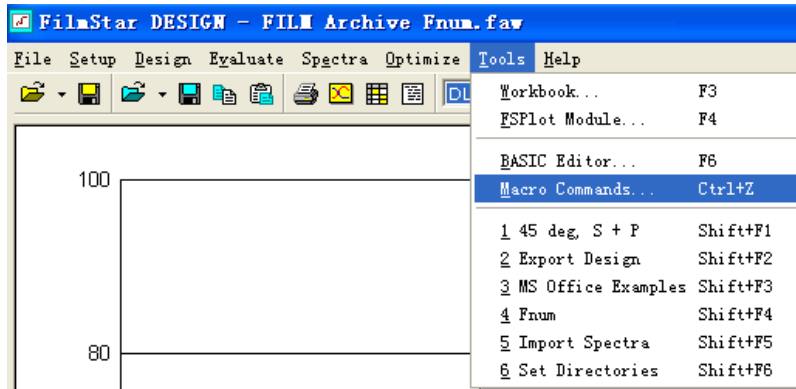 FilmStar DESIGN - FILM Archive Fnum.faw
File Setup Design Evaluate Spectra Optimize Tools Help
DL
Workbook... F3
FSPlot Module... F4
BASIC Editor... F6
Macro Commands... Ctrl+Z
1 45 deg, S + P Shift+F1
2 Export Design Shift+F2
3 MS Office Examples Shift+F3
4 Fnum Shift+F4
5 Import Spectra Shift+F5
6 Set Directories Shift+F6
100
80